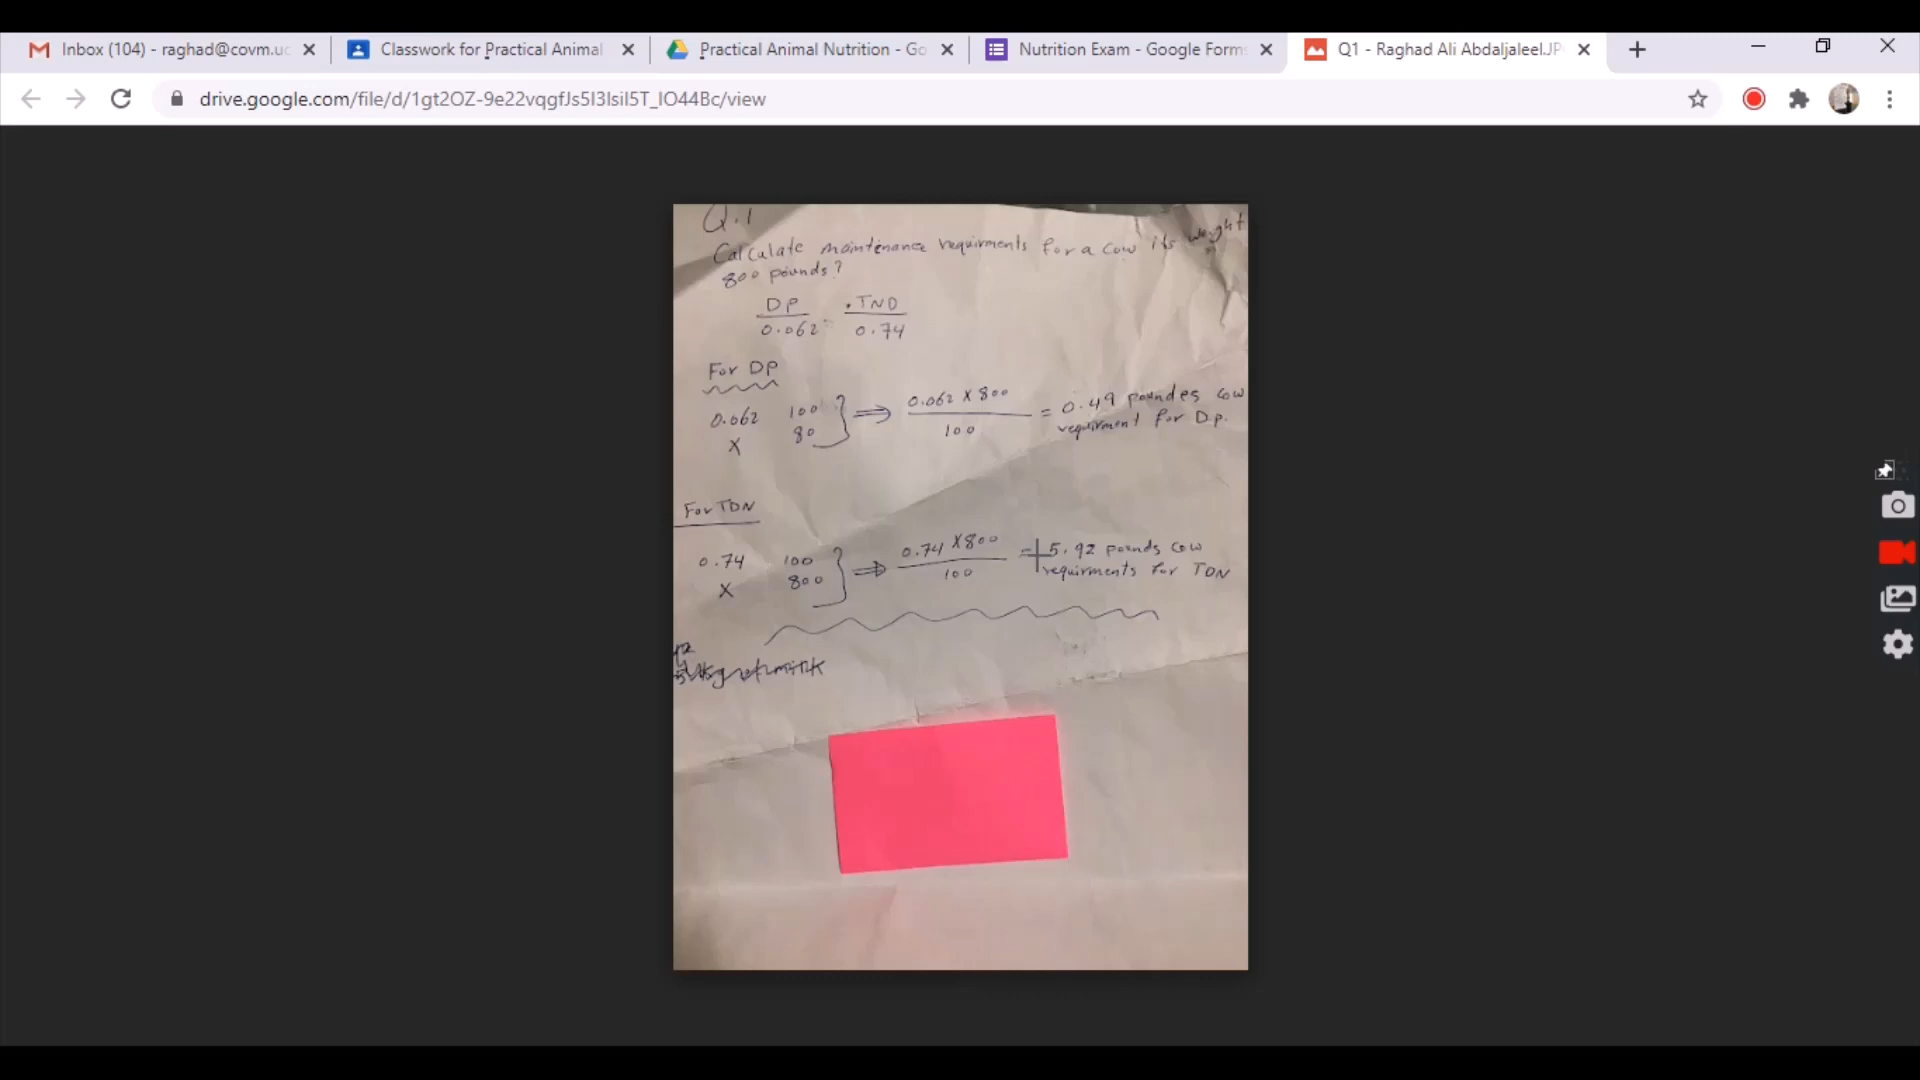 Inbox (104) - raghad@covm.uc
Classwork for Practical Animal
Practical Animal Nutrition - Go
Nutrition Exam - Google Forms
Q1 - Raghad Ali Abdaljaleel.JP
drive.google.com/file/d/1gt2OZ-9e22vqgfJs5I3IsiI5T_IO44Bc/view
Q.1
Calculate maintenance requirments for a cow its weight
800 pounds?
DP .TND
0.062 0.74
For DP
0.062 100
X 80
0.062 X 800
100
= 0.49 poundes cow
requirment for D.p.
For TDN
0.74 100
X 800
0.74 X 800
100
= 5.92 pounds cow
requirments for TDN